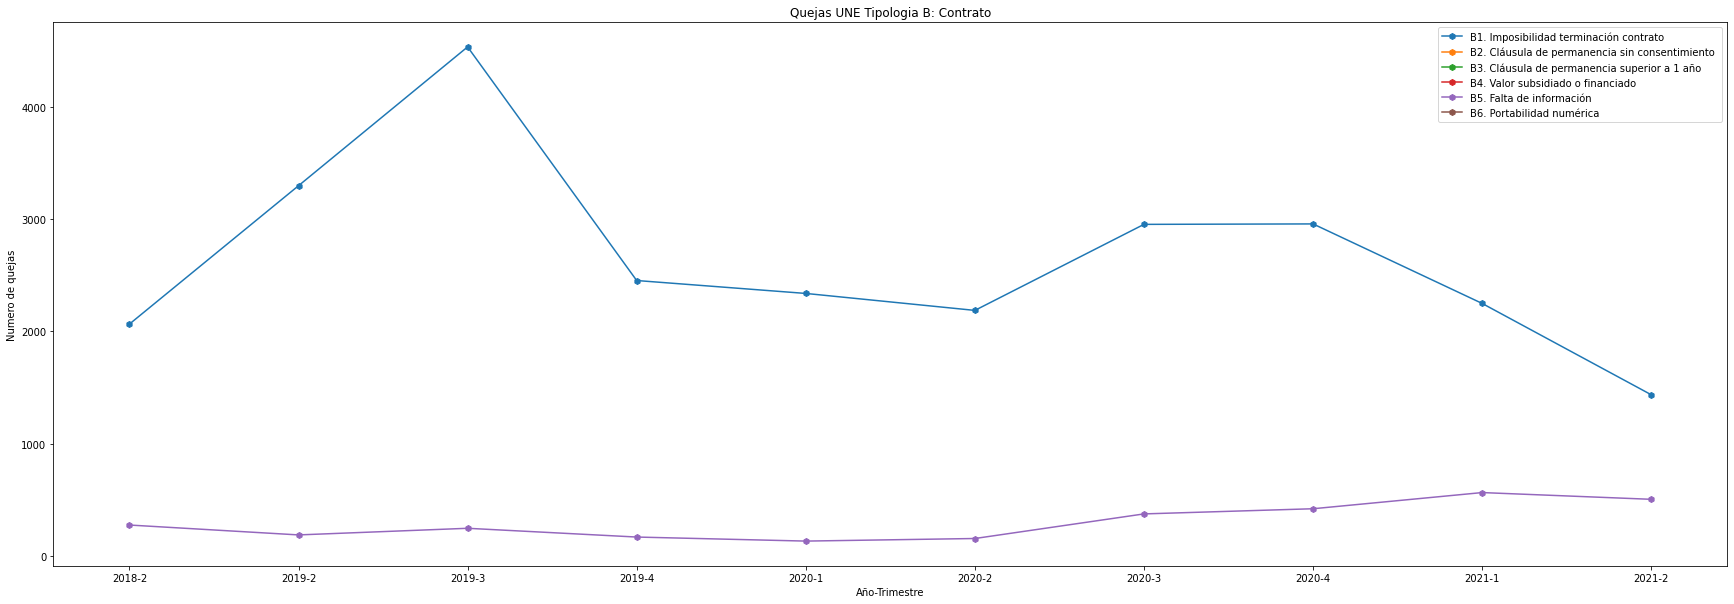 Quejas UNE Tipologia B: Contrato
B1. Imposibilidad terminación contrato
B2. Cláusula de permanencia sin consentimiento
B3. Cláusula de permanencia superior a 1 año
B4. Valor subsidiado o financiado
B5. Falta de información
B6. Portabilidad numérica
Numero de quejas
4000
3000
2000
1000
0
2018-2 2019-2 2019-3 2019-4 2020-1 2020-2 2020-3 2020-4 2021-1 2021-2
Año-Trimestre